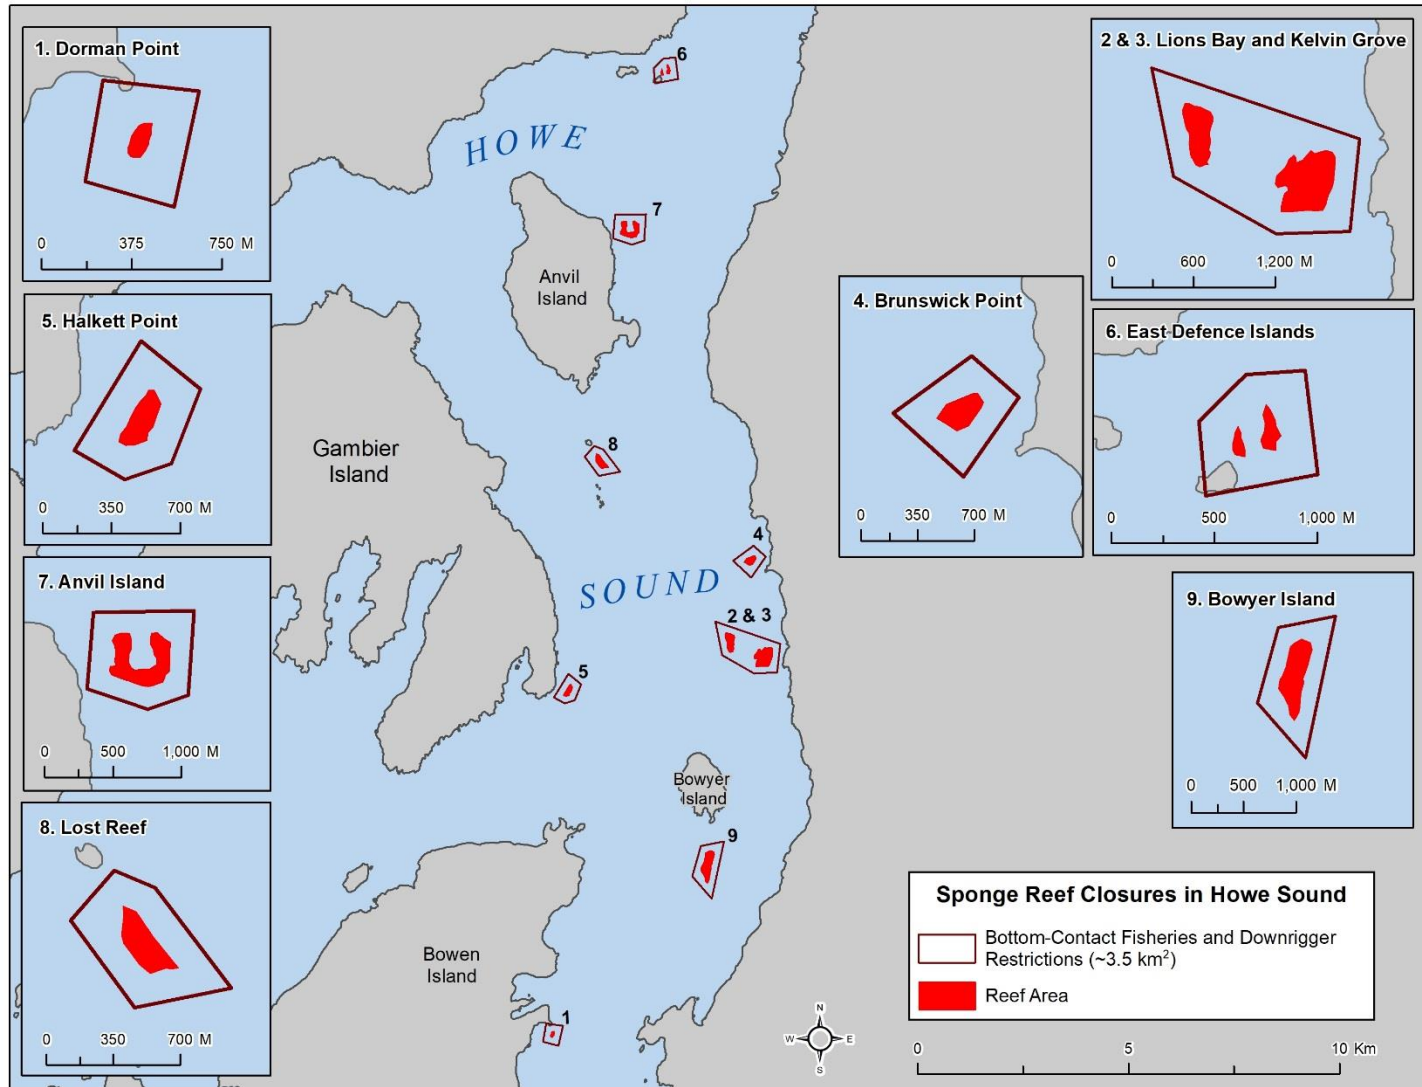 1. Dorman Point
0 375 750 M
5. Halkett Point
0 350 700 M
7. Anvil Island
0 500 1,000 M
8. Lost Reef
0 350 700 M
HOWE
SOUND
6
7
Anvil
Island
Gambier
Island
8
4
2 & 3
5
Bowyer
Island
9
Bowen
Island
1
2 & 3. Lions Bay and Kelvin Grove
0 600 1,200 M
4. Brunswick Point
0 350 700 M
6. East Defence Islands
0 500 1,000 M
9. Bowyer Island
0 500 1,000 M
Sponge Reef Closures in Howe Sound
Bottom-Contact Fisheries and Downrigger
Restrictions (~3.5 km²)
Reef Area
N
W E
S
0 5 10 Km